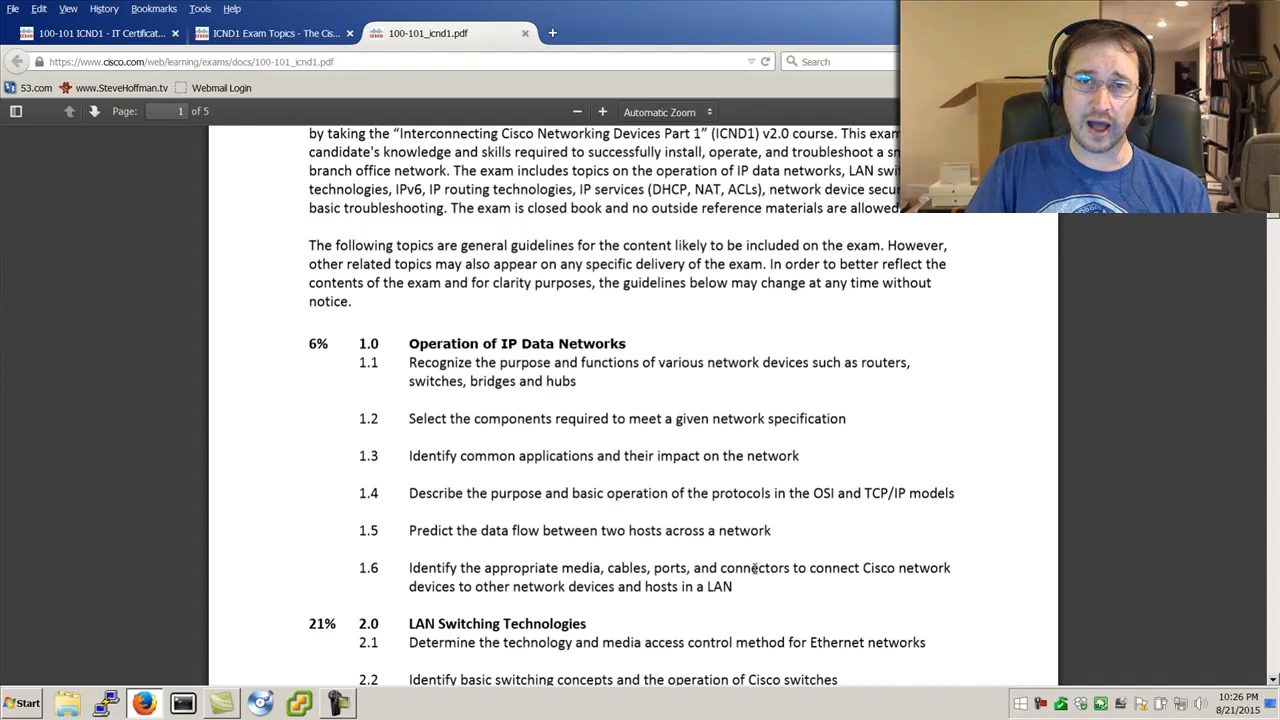 File Edit View History Bookmarks Tools Help
100-101 ICND1 - IT Certificat...
ICND1 Exam Topics - The Cis...
100-101_icnd1.pdf
https://www.cisco.com/web/learning/exams/docs/100-101_icnd1.pdf
Search
53.com www.SteveHoffman.tv Webmail Login
Page: 1 of 5
Automatic Zoom
by taking the “Interconnecting Cisco Networking Devices Part 1” (ICND1) v2.0 course. This exam
candidate's knowledge and skills required to successfully install, operate, and troubleshoot a
branch office network. The exam includes topics on the operation of IP data networks, LAN
technologies, IPv6, IP routing technologies, IP services (DHCP, NAT, ACLs), network device
basic troubleshooting. The exam is closed book and no outside reference materials are allowed
The following topics are general guidelines for the content likely to be included on the exam. However,
other related topics may also appear on any specific delivery of the exam. In order to better reflect the
contents of the exam and for clarity purposes, the guidelines below may change at any time without
notice.
6% 1.0 Operation of IP Data Networks
1.1 Recognize the purpose and functions of various network devices such as routers,
switches, bridges and hubs
1.2 Select the components required to meet a given network specification
1.3 Identify common applications and their impact on the network
1.4 Describe the purpose and basic operation of the protocols in the OSI and TCP/IP models
1.5 Predict the data flow between two hosts across a network
1.6 Identify the appropriate media, cables, ports, and connectors to connect Cisco network
devices to other network devices and hosts in a LAN
21% 2.0 LAN Switching Technologies
2.1 Determine the technology and media access control method for Ethernet networks
2.2 Identify basic switching concepts and the operation of Cisco switches
Start
10:26 PM
8/21/2015